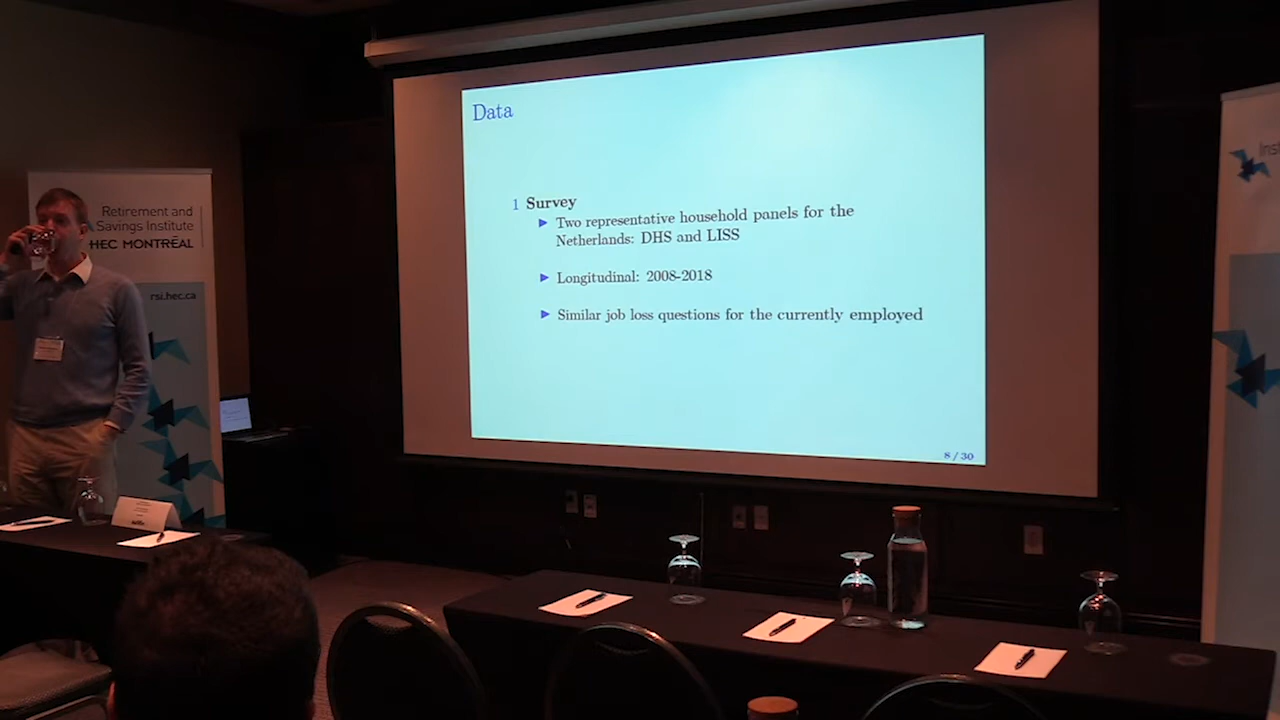 Data
1 Survey
▶ Two representative household panels for the
Netherlands: DHS and LISS
▶ Longitudinal: 2008-2018
▶ Similar job loss questions for the currently employed
8 / 30
Retirement and
Savings Institute
HEC MONTRÉAL
rsi.hec.ca